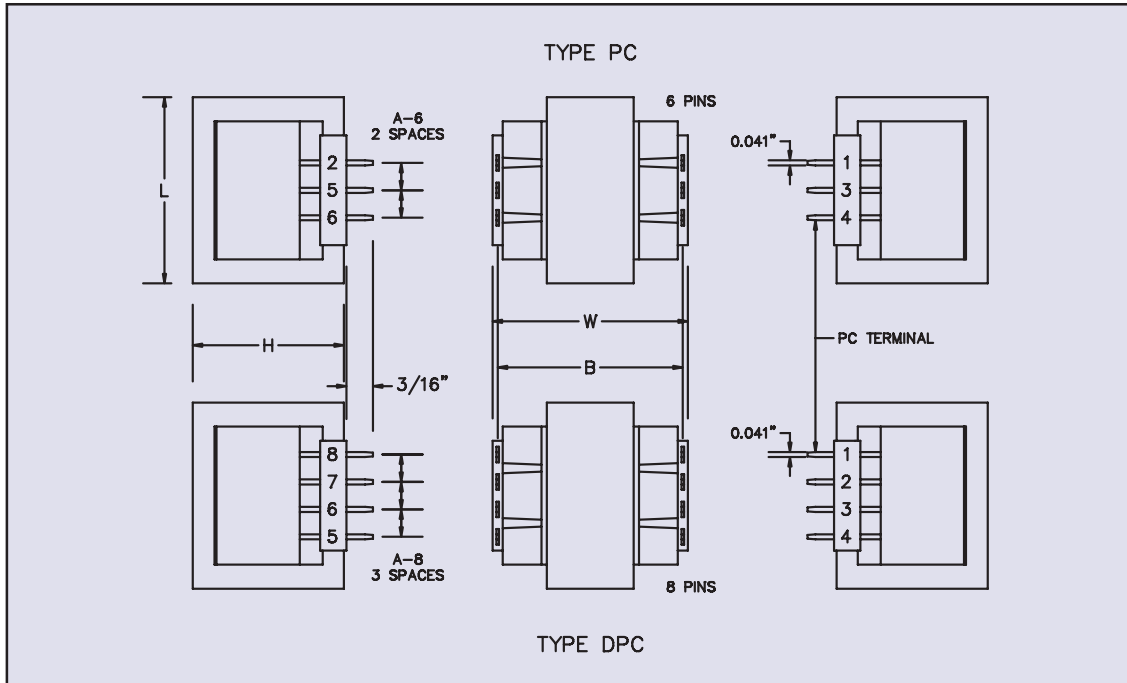 TYPE PC
A-6
2 SPACES
6 PINS
0.041"
2
5
6
1
3
4
L
W
H
B
PC TERMINAL
3/16"
0.041"
8
7
6
5
1
2
3
4
A-8
3 SPACES
8 PINS
TYPE DPC